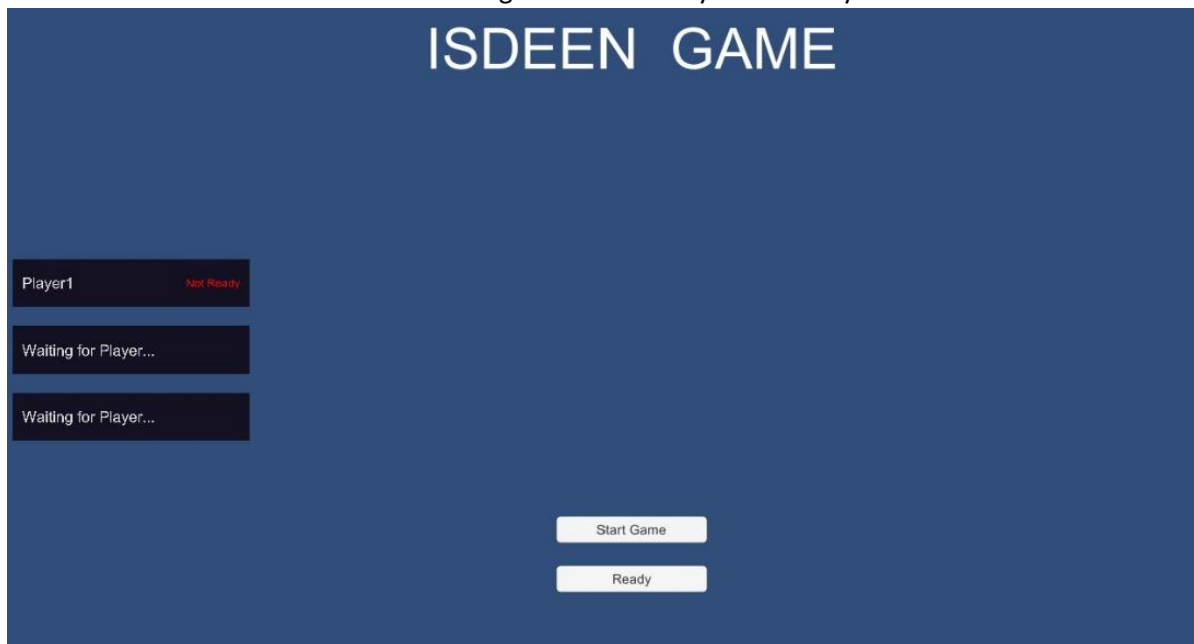 ISDEEN GAME
Player1 Not Ready
Waiting for Player...
Waiting for Player...
Start Game
Ready